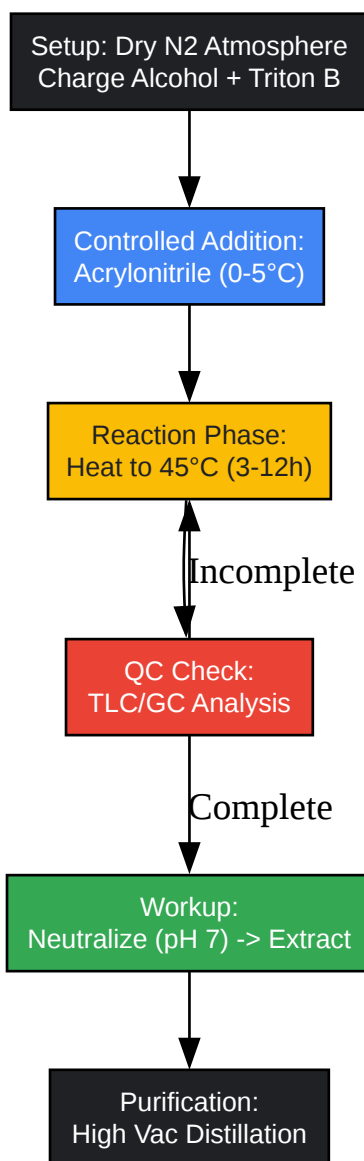 Setup: Dry N2 Atmosphere
Charge Alcohol + Triton B
Controlled Addition:
Acrylonitrile (0-5°C)
Reaction Phase:
Heat to 45°C (3-12h)
Incomplete
QC Check:
TLC/GC Analysis
Complete
Workup:
Neutralize (pH 7) -> Extract
Purification:
High Vac Distillation